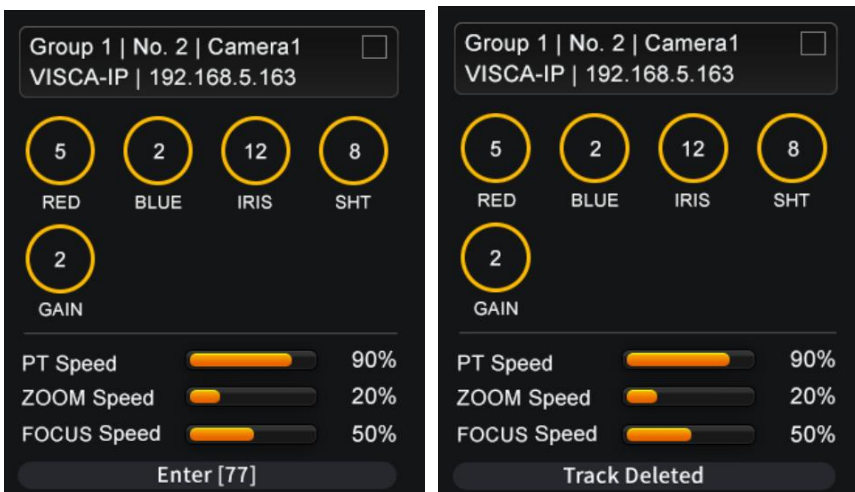 Group 1 | No. 2 | Camera1
VISCA-IP | 192.168.5.163
5 2 12 8
RED BLUE IRIS SHT
2
GAIN
PT Speed 90%
ZOOM Speed 20%
FOCUS Speed 50%
Enter [77]
Group 1 | No. 2 | Camera1
VISCA-IP | 192.168.5.163
5 2 12 8
RED BLUE IRIS SHT
2
GAIN
PT Speed 90%
ZOOM Speed 20%
FOCUS Speed 50%
Track Deleted